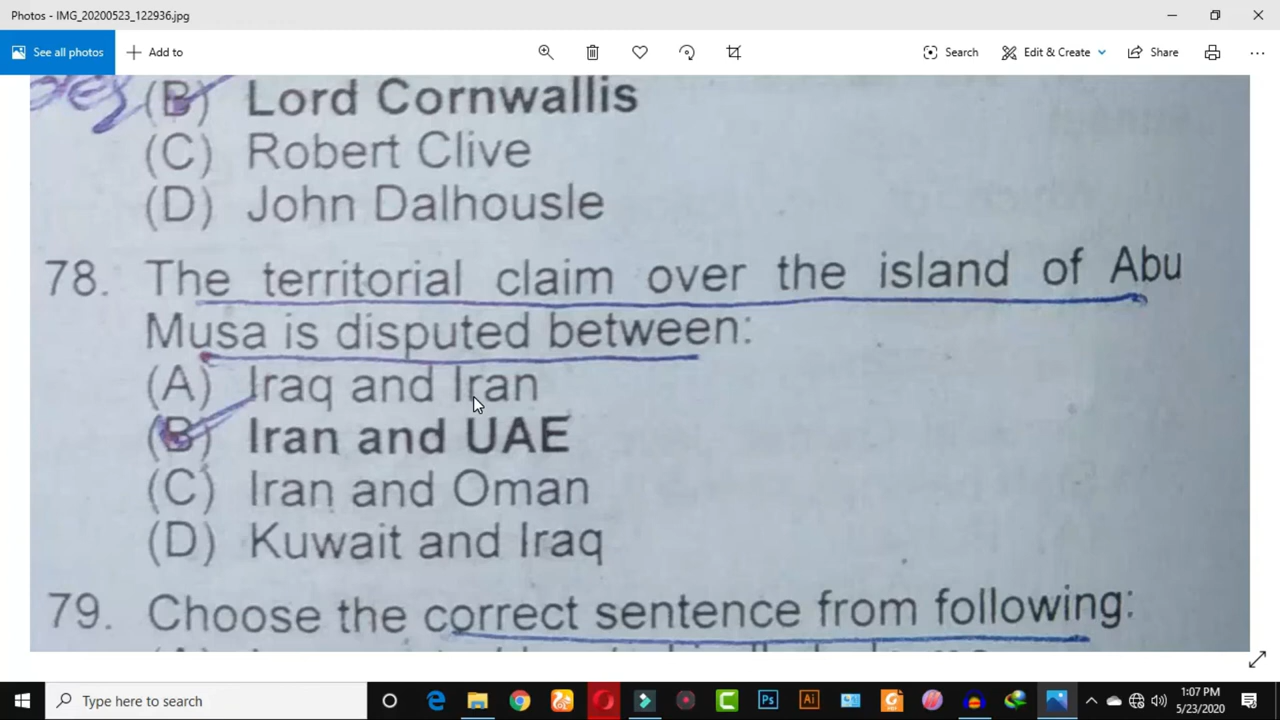 Photos - IMG_20200523_122936.jpg
See all photos
Add to
Search
Edit & Create
Share
(B) Lord Cornwallis
(C) Robert Clive
(D) John Dalhousle
78. The territorial claim over the island of Abu
Musa is disputed between:
(A) Iraq and Iran
(B) Iran and UAE
(C) Iran and Oman
(D) Kuwait and Iraq
79. Choose the correct sentence from following:
Type here to search
1:07 PM
5/23/2020